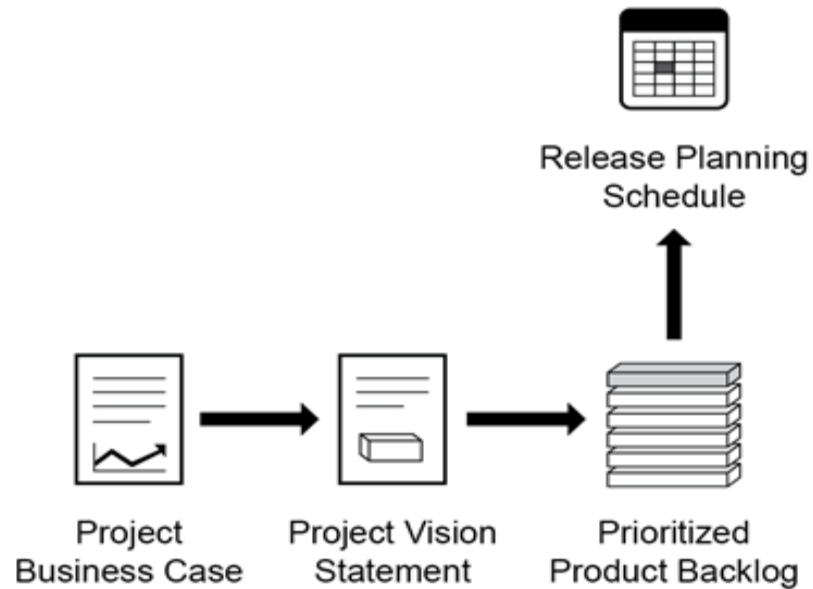 Release Planning
Schedule
Project
Business Case
Project Vision
Statement
Prioritized
Product Backlog